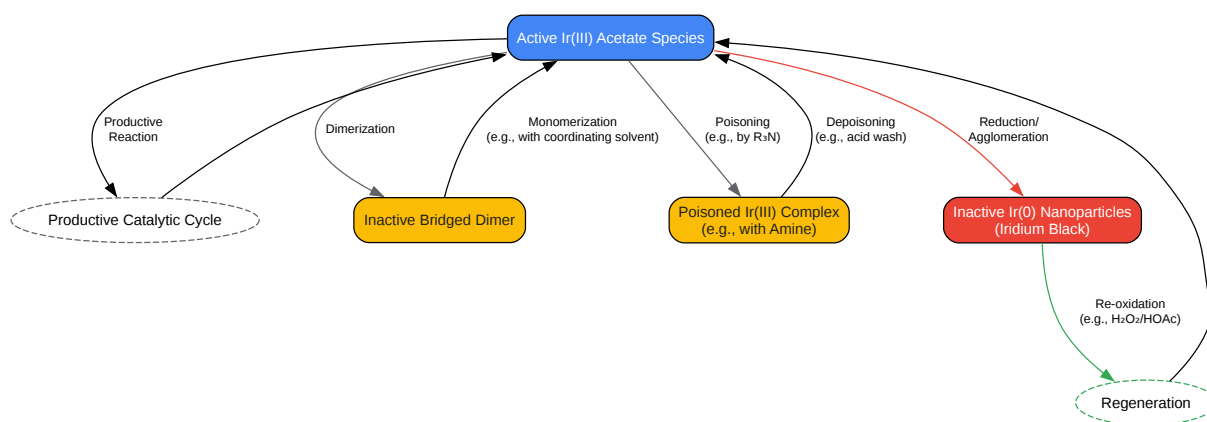 Active Ir(III) Acetate Species
Productive
Reaction
Dimerization
Monomerization
(e.g., with coordinating solvent)
Poisoning
(e.g., by R₃N)
Depoisoning
(e.g., acid wash)
Reduction/
Agglomeration
Productive Catalytic Cycle
Inactive Bridged Dimer
Poisoned Ir(III) Complex
(e.g., with Amine)
Inactive Ir(0) Nanoparticles
(Iridium Black)
Re-oxidation
(e.g., H₂O₂/HOAc)
Regeneration